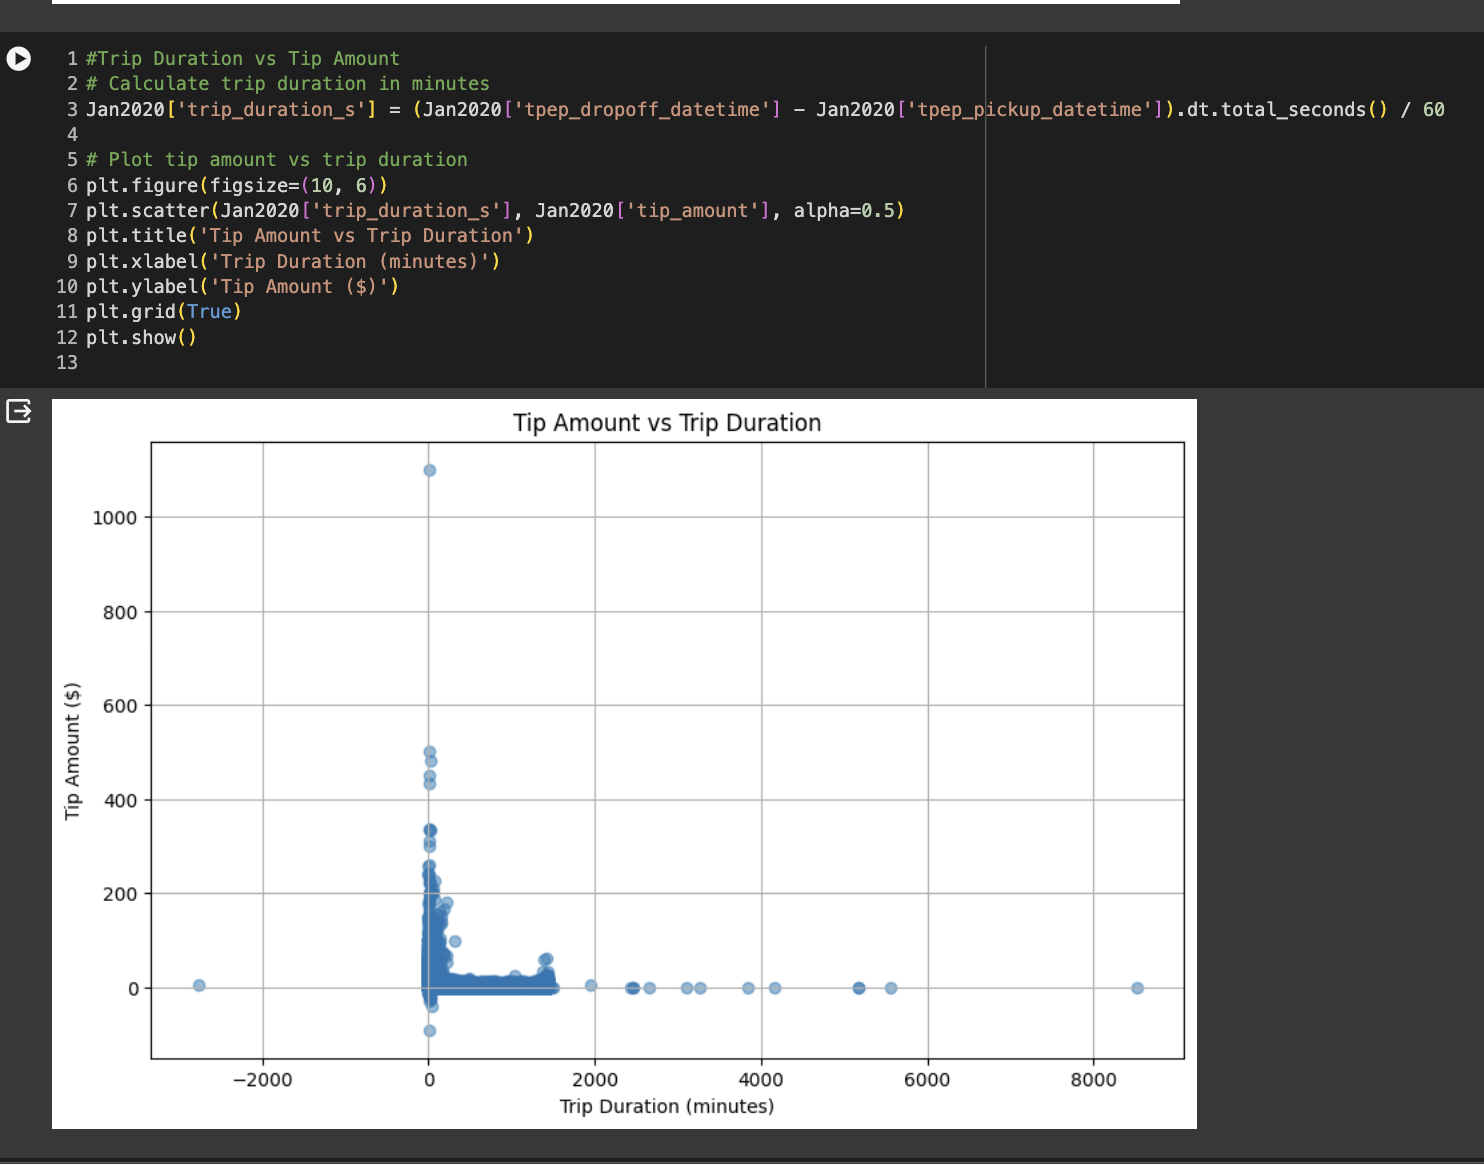 1 #Trip Duration vs Tip Amount
2 # Calculate trip duration in minutes
3 Jan2020['trip_duration_s'] = (Jan2020['tpep_dropoff_datetime'] - Jan2020['tpep_pickup_datetime']).dt.total_seconds() / 60
4
5 # Plot tip amount vs trip duration
6 plt.figure(figsize=(10, 6))
7 plt.scatter(Jan2020['trip_duration_s'], Jan2020['tip_amount'], alpha=0.5)
8 plt.title('Tip Amount vs Trip Duration')
9 plt.xlabel('Trip Duration (minutes)')
10 plt.ylabel('Tip Amount ($)')
11 plt.grid(True)
12 plt.show()
13
Tip Amount vs Trip Duration
1000
800
600
400
200
0
Tip Amount ($)
−2000 0 2000 4000 6000 8000
Trip Duration (minutes)